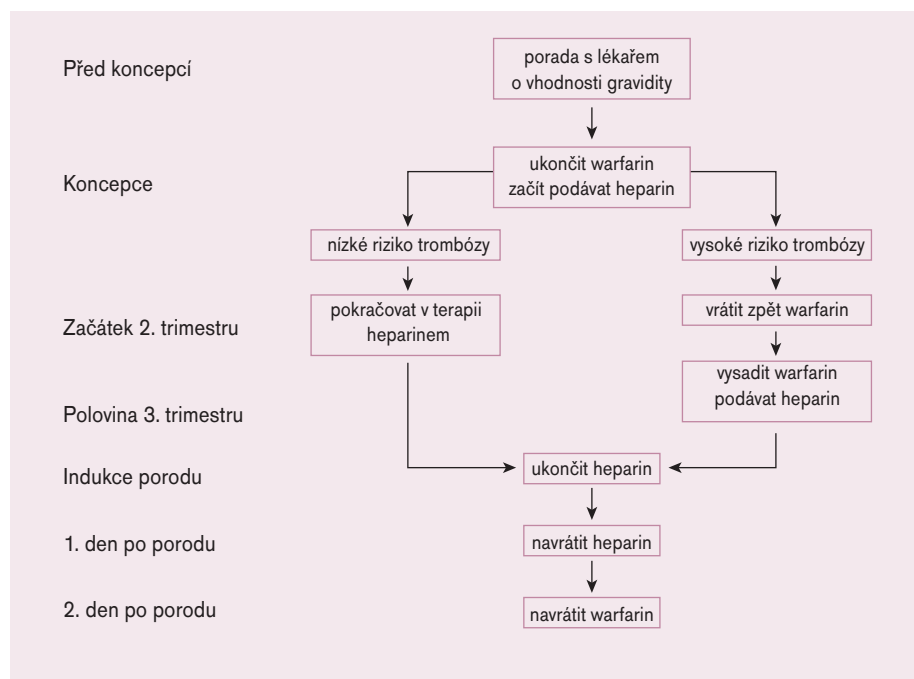 Před koncepcí
porada s lékařem
o vhodnosti gravidity
Koncepce
ukončit warfarin
začít podávat heparin
nízké riziko trombózy
vysoké riziko trombózy
Začátek 2. trimestru
pokračovat v terapii
heparinem
vrátit zpět warfarin
vysadit warfarin
podávat heparin
Polovina 3. trimestru
Indukce porodu
ukončit heparin
1. den po porodu
navrátit heparin
2. den po porodu
navrátit warfarin